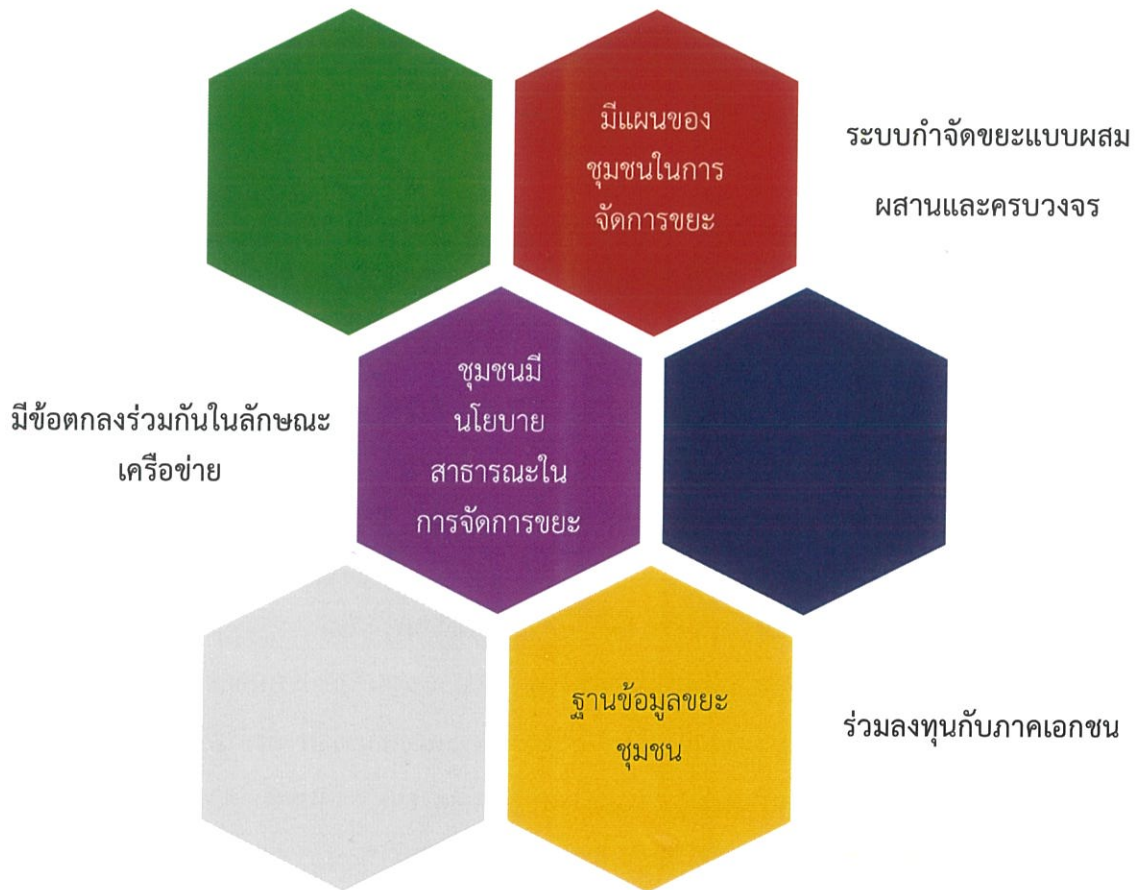 มีแผนของ
ชุมชนในการ
จัดการขยะ
ระบบกำจัดขยะแบบผสม
ผสานและครบวงจร
มีข้อตกลงร่วมกันในลักษณะ
เครือข่าย
ชุมชนมี
นโยบาย
สาธารณะใน
การจัดการขยะ
ฐานข้อมูลขยะ
ชุมชน
ร่วมลงทุนกับภาคเอกชน